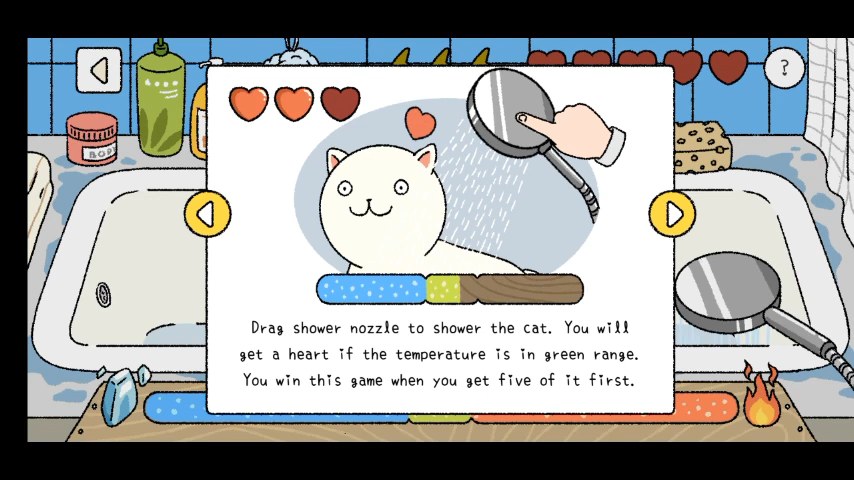 ?
BODY
Drag shower nozzle to shower the cat. You will
get a heart if the temperature is in green range.
You win this game when you get five of it first.